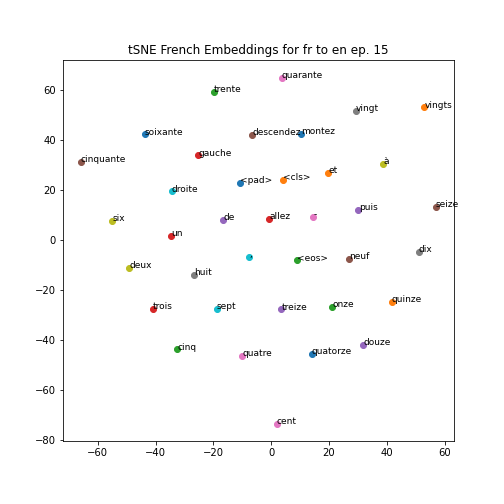 tSNE French Embeddings for fr to en ep. 15
quarante
trente
vingt
vingts
soixante
descendez
montez
gauche
cinquante
à
et
<pad>
<cls>
droite
seize
puis
-
six
de
allez
un
dix
neuf
<eos>
deux
huit
quinze
trois
sept
treize
onze
douze
cinq
quatre
quatorze
cent
60
40
20
0
−20
−40
−60
−80
−60 −40 −20 0 20 40 60